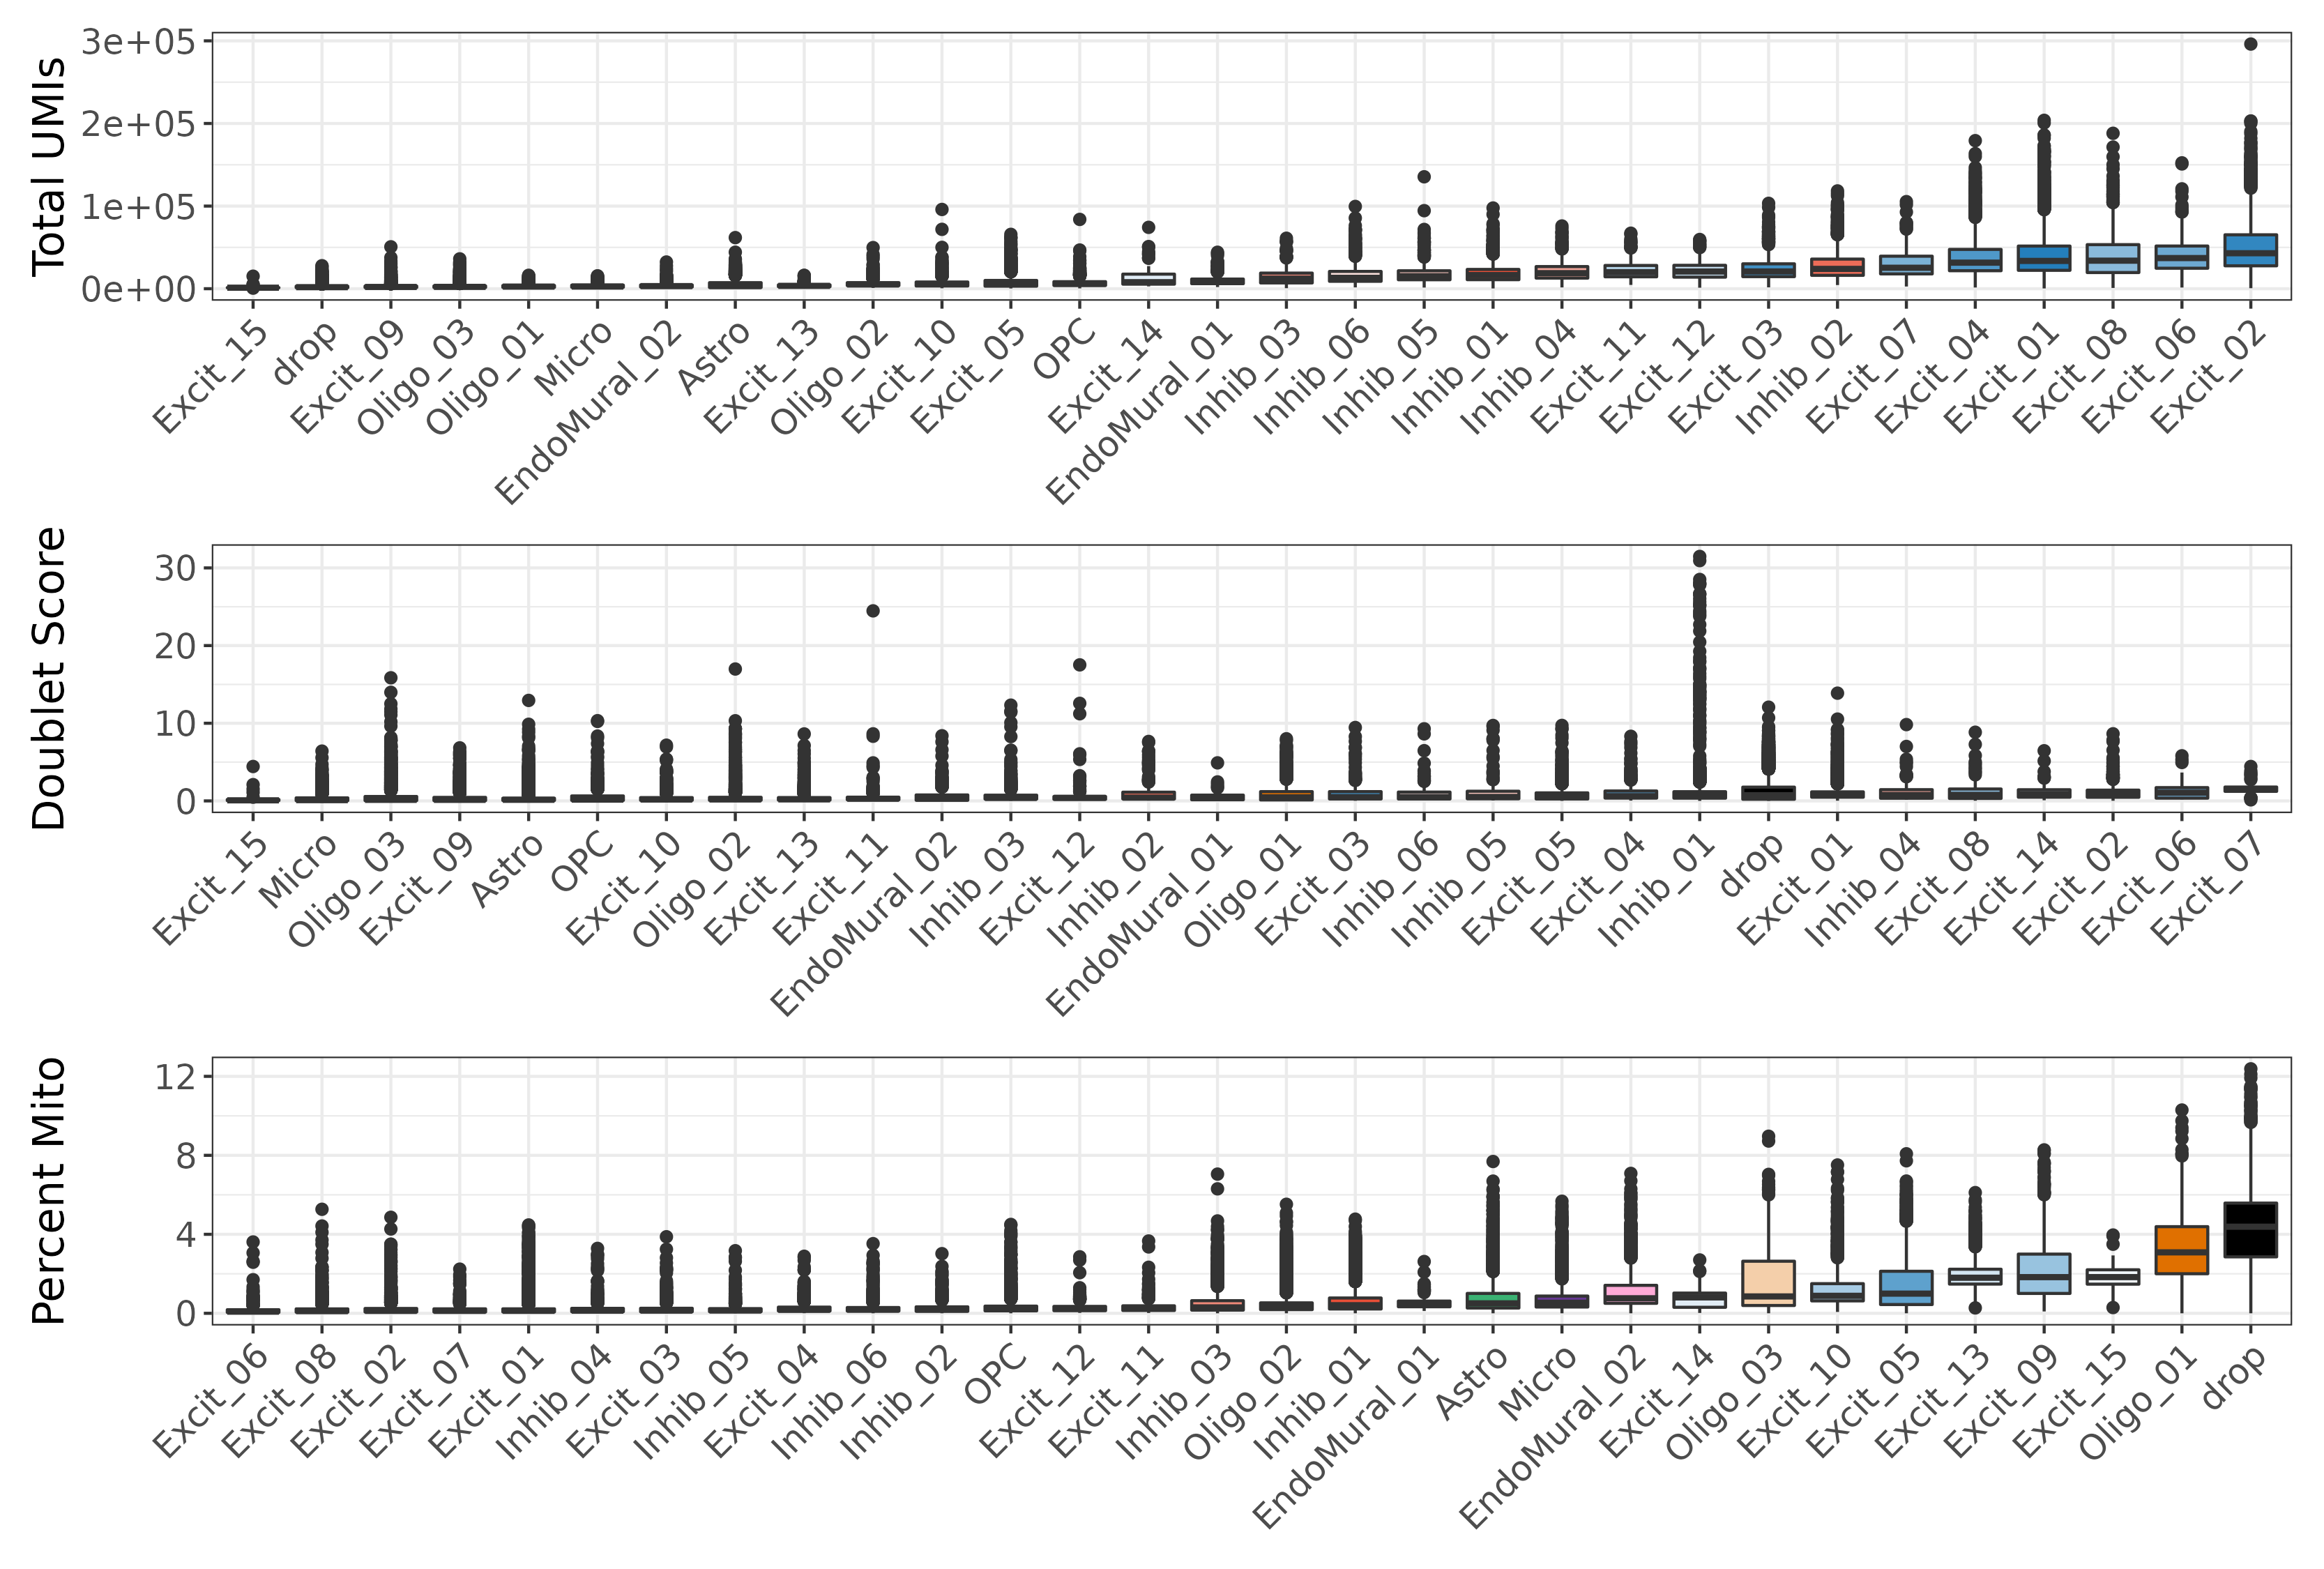 Total UMIs
3e+05
2e+05
1e+05
0e+00
Excit_15
drop
Excit_09
Oligo_03
Oligo_01
Micro
EndoMural_02
Astro
Excit_13
Oligo_02
Excit_10
Excit_05
OPC
Excit_14
EndoMural_01
Inhib_03
Inhib_06
Inhib_05
Inhib_01
Inhib_04
Excit_11
Excit_12
Excit_03
Inhib_02
Excit_07
Excit_04
Excit_01
Excit_08
Excit_06
Excit_02
Doublet Score
30
20
10
0
Excit_15
Micro
Oligo_03
Excit_09
Astro
OPC
Excit_10
Oligo_02
Excit_13
Excit_11
EndoMural_02
Inhib_03
Excit_12
Inhib_02
EndoMural_01
Oligo_01
Excit_03
Inhib_06
Inhib_05
Excit_05
Excit_04
Inhib_01
drop
Excit_01
Inhib_04
Excit_08
Excit_14
Excit_02
Excit_06
Excit_07
Percent Mito
12
8
4
0
Excit_06
Excit_08
Excit_02
Excit_07
Excit_01
Inhib_04
Excit_03
Inhib_05
Excit_04
Inhib_06
Inhib_02
OPC
Excit_12
Excit_11
Inhib_03
Oligo_02
Inhib_01
EndoMural_01
Astro
Micro
EndoMural_02
Excit_14
Oligo_03
Excit_10
Excit_05
Excit_13
Excit_09
Excit_15
Oligo_01
drop